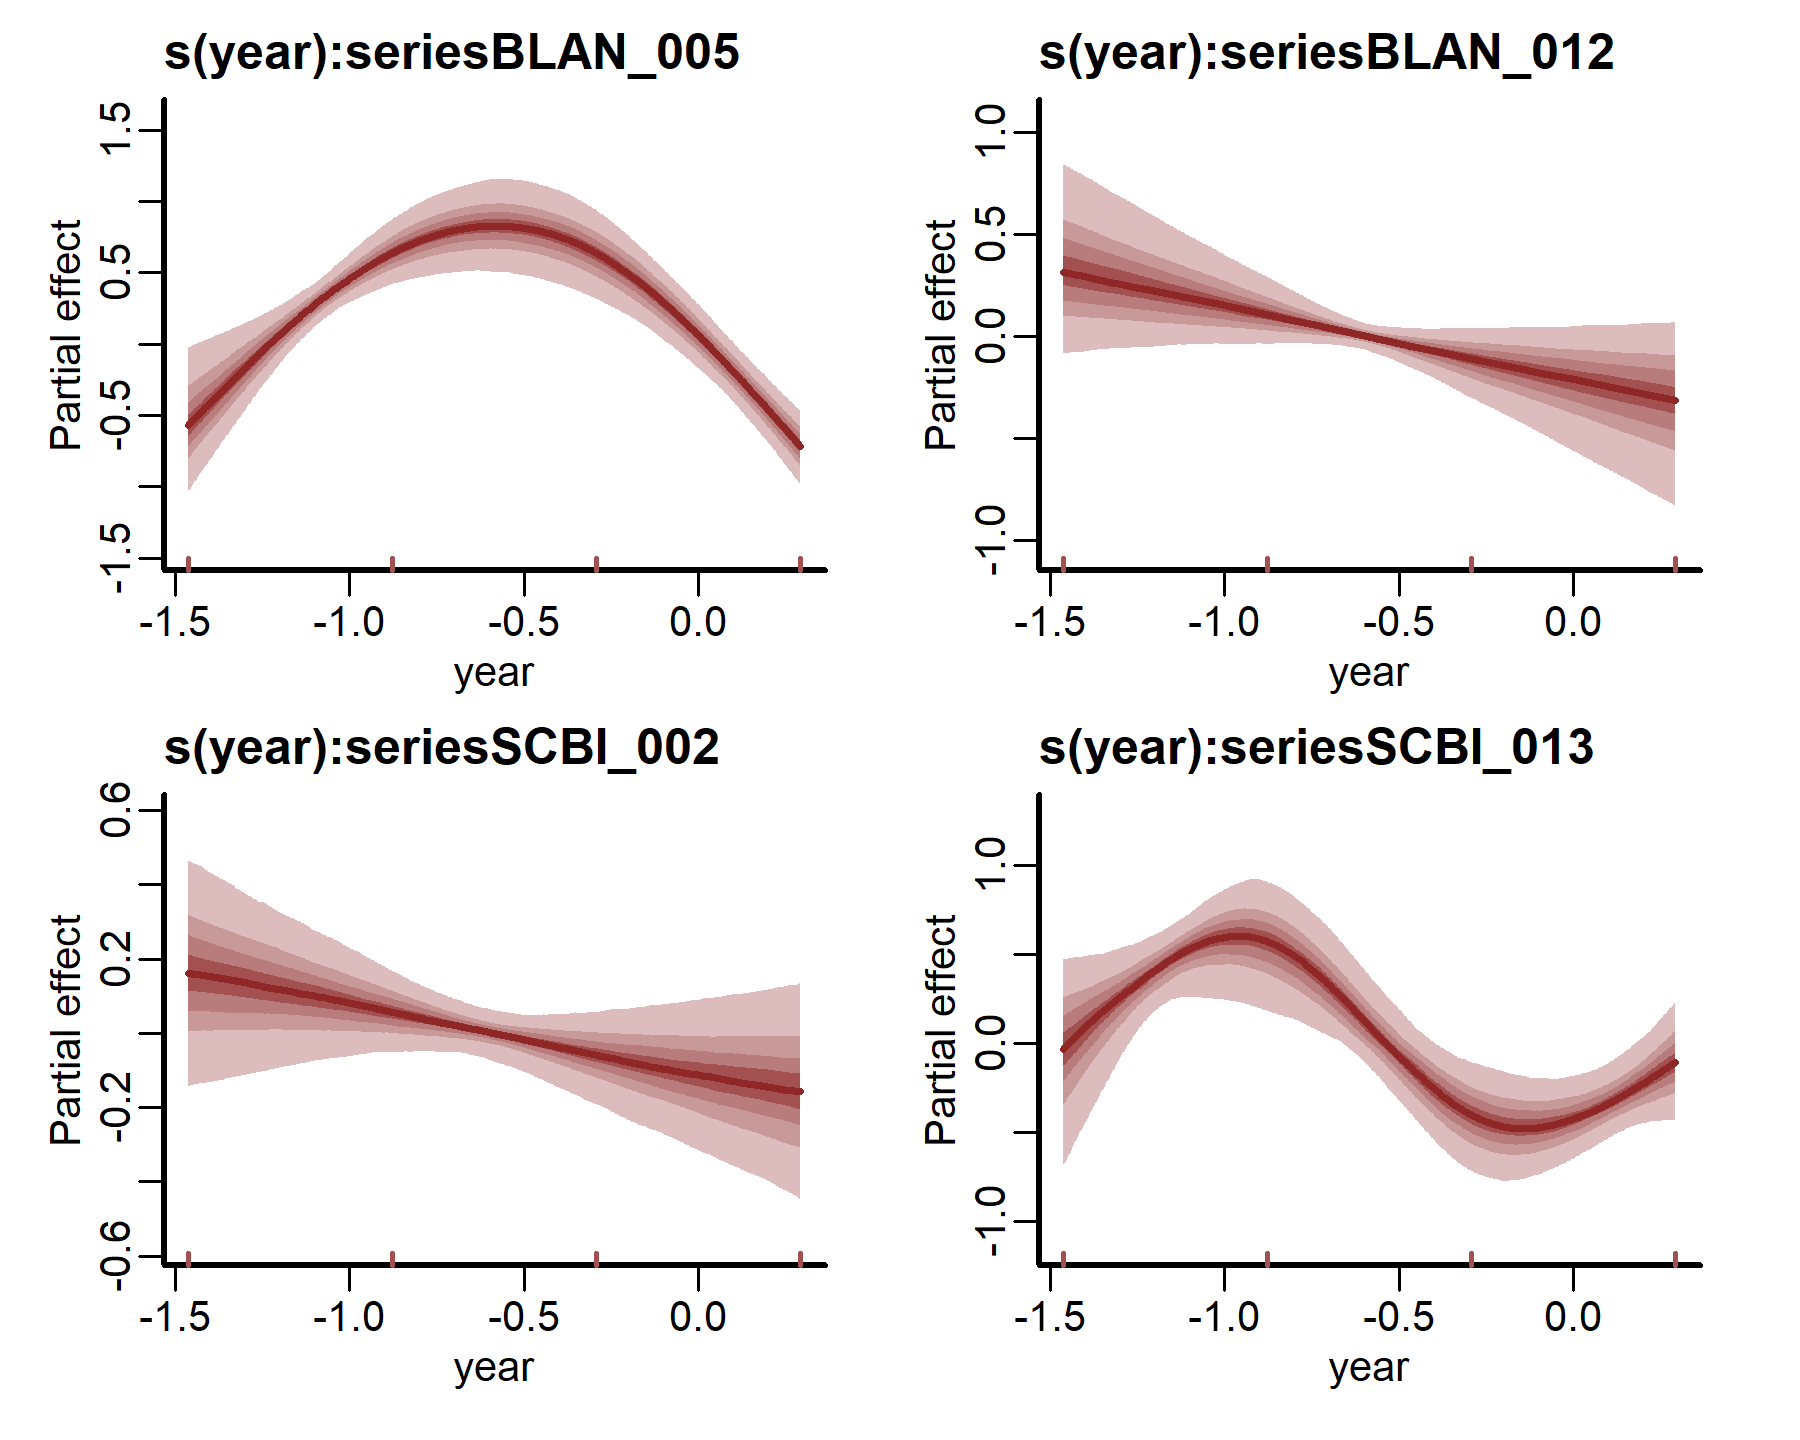 s(year):seriesBLAN_005
Partial effect
1.5
0.5
-0.5
-1.5
-1.5 -1.0 -0.5 0.0
year
s(year):seriesBLAN_012
Partial effect
1.0
0.5
0.0
-1.0
-1.5 -1.0 -0.5 0.0
year
s(year):seriesSCBI_002
Partial effect
0.6
0.2
-0.2
-0.6
-1.5 -1.0 -0.5 0.0
year
s(year):seriesSCBI_013
Partial effect
1.0
0.0
-1.0
-1.5 -1.0 -0.5 0.0
year